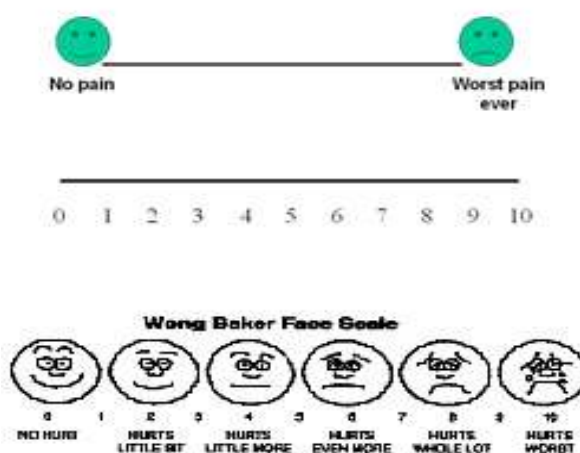 No pain
Worst pain
ever
0 1 2 3 4 5 6 7 8 9 10
Wong Baker Face Scale
0 1 2 3 4 5 6 7 8 9 10
NO HURT
HURTS
LITTLE BIT
HURTS
LITTLE MORE
HURTS
EVEN MORE
HURTS
WHOLE LOT
HURTS
WORST